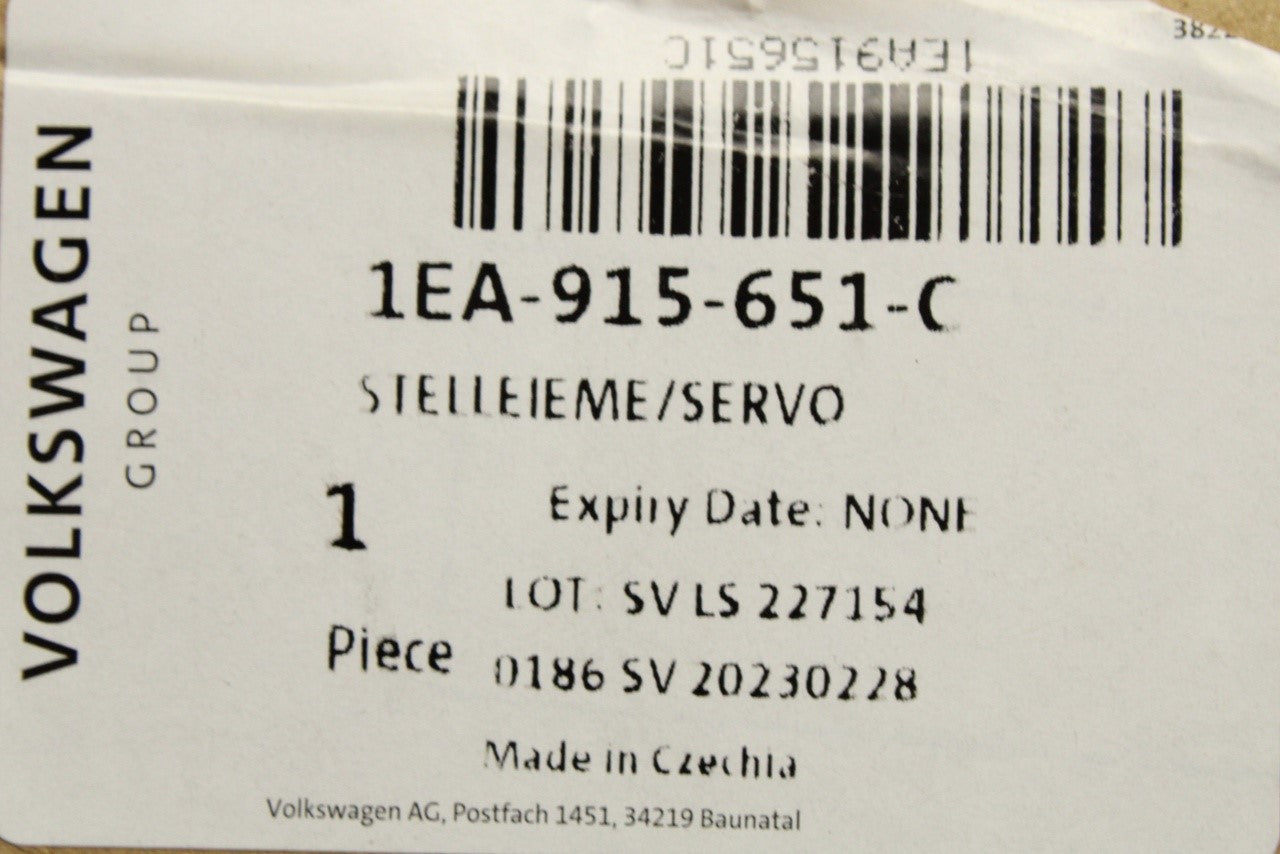 3822
1EA915651C
1EA-915-651-C
STELLEIEME/SERVO
1
Expiry Date: NONE
LOT: SV LS 227154
Piece
0186 SV 20230228
Made in Czechia
Volkswagen AG, Postfach 1451, 34219 Baunatal
VOLKSWAGEN
GROUP